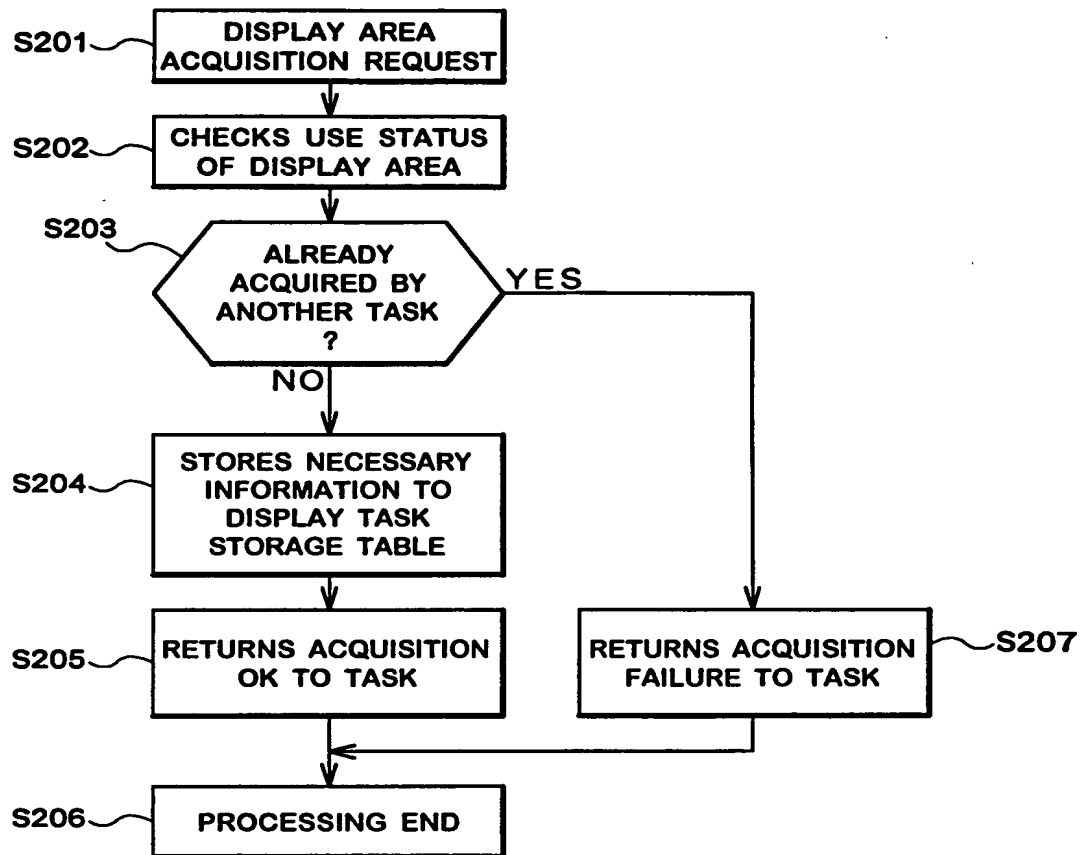 S201
DISPLAY AREA
ACQUISITION REQUEST
S202
CHECKS USE STATUS
OF DISPLAY AREA
S203
ALREADY
ACQUIRED BY
ANOTHER TASK
?
YES
NO
S204
STORES NECESSARY
INFORMATION TO
DISPLAY TASK
STORAGE TABLE
S205
RETURNS ACQUISITION
OK TO TASK
RETURNS ACQUISITION
FAILURE TO TASK
S207
S206
PROCESSING END